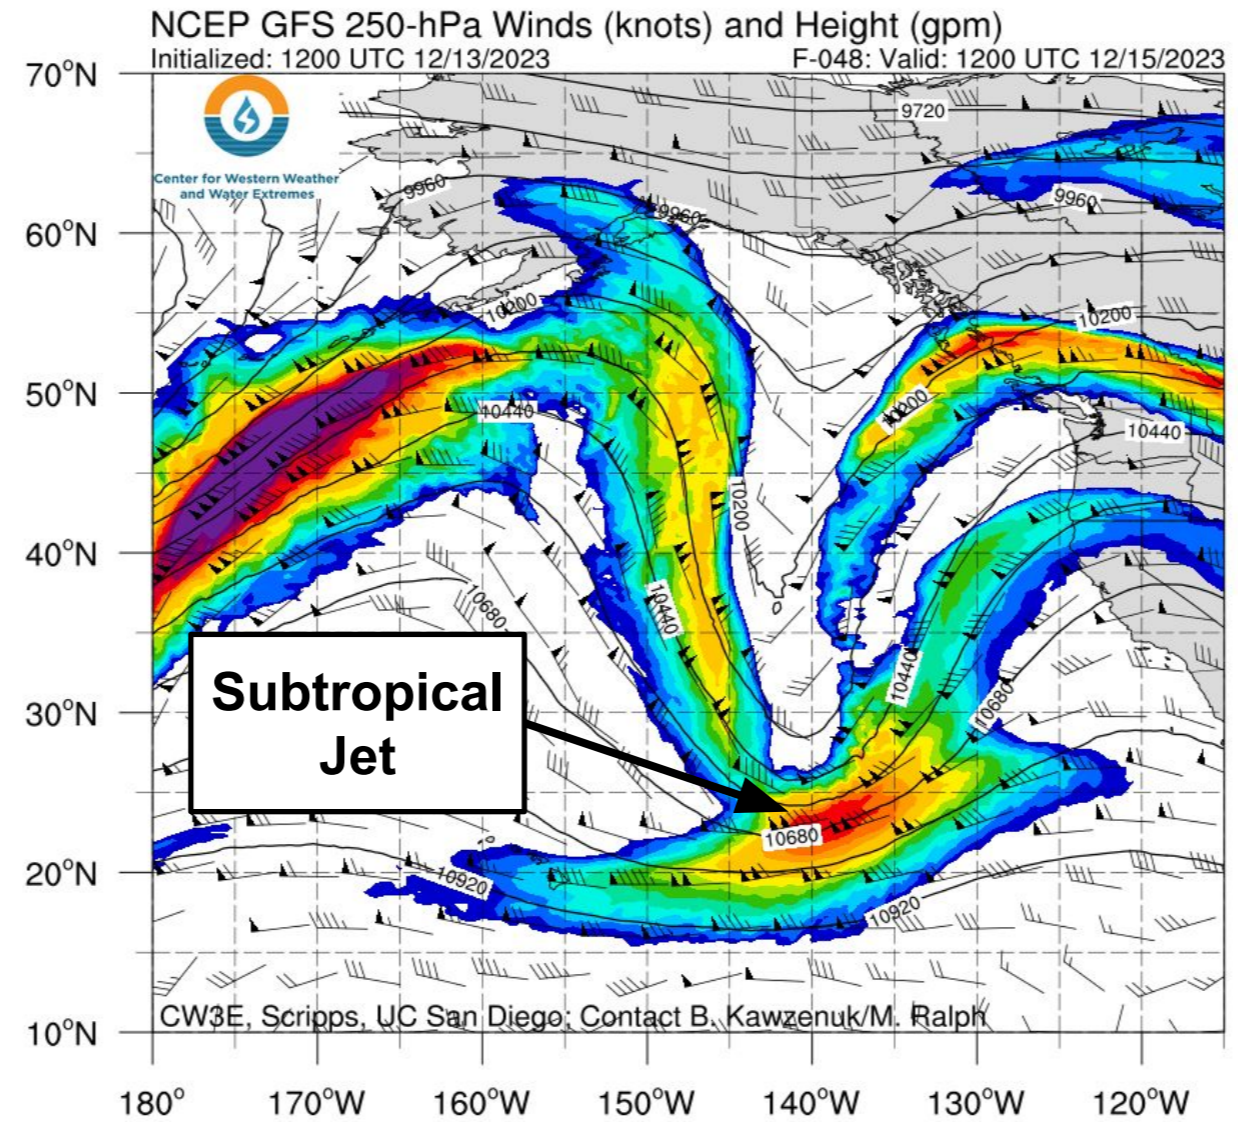 NCEP GFS 250-hPa Winds (knots) and Height (gpm)
Initialized: 1200 UTC 12/13/2023 F-048: Valid: 1200 UTC 12/15/2023
70°N
Center for Western Weather
and Water Extremes
9720
9960
9960
9960
60°N
10200
10200
50°N
10200
10440
10440
10200
40°N
10680
10440
10440
10680
Subtropical
Jet
30°N
10680
20°N
10920
10920
CW3E, Scripps, UC San Diego; Contact B. Kawzenuk/M. Ralph
10°N
180° 170°W 160°W 150°W 140°W 130°W 120°W